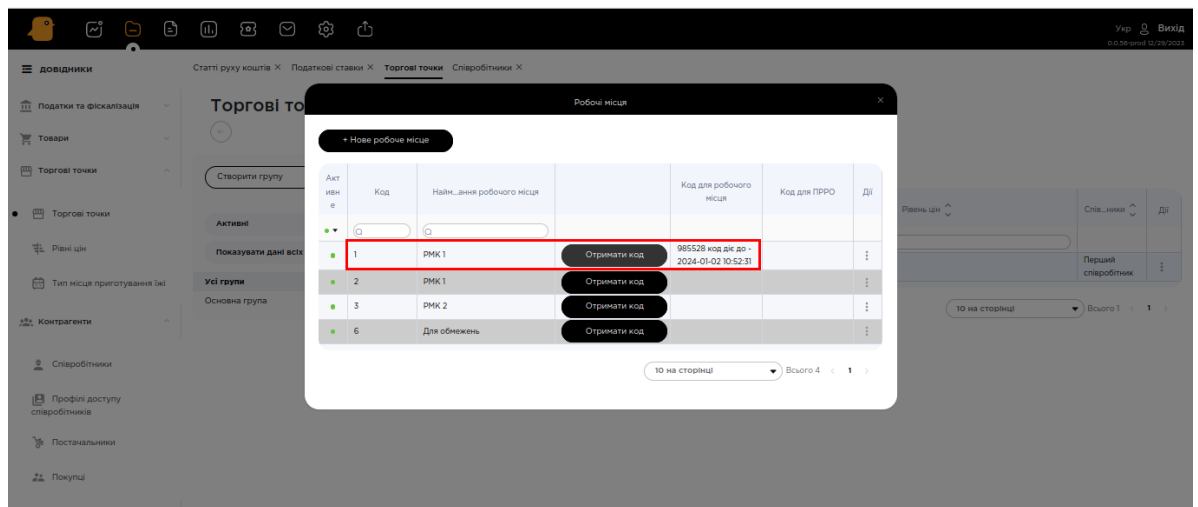 Укр Вихід
0.0.56-prod 12/29/2023
ДОВІДНИКИ
Статті руху коштів × Податкові ставки × Торгові точки Співробітники ×
Податки та фіскалізація
Товари
Торгові точки
Торгові точки
Рівні цін
Тип місця приготування їжі
Контрагенти
Співробітники
Профілі доступу
співробітників
Постачальники
Покупці
Торгові то
Створити групу
Активні
Показувати дані всіх
Усі групи
Основна група
Робочі місця ×
+ Нове робоче місце
Акт
ивн
е
Код
Найм...ання робочого місця
Код для робочого
місця
Код для ПРРО
Дії
1 РМК 1 Отримати код 985528 код діє до -
2024-01-02 10:52:31
2 РМК 1 Отримати код
3 РМК 2 Отримати код
6 Для обмежень Отримати код
10 на сторінці Всього 4 < 1 >
Рівень цін Спів...ники Дії
Перший
співробітник
10 на сторінці Всього 1 < 1 >